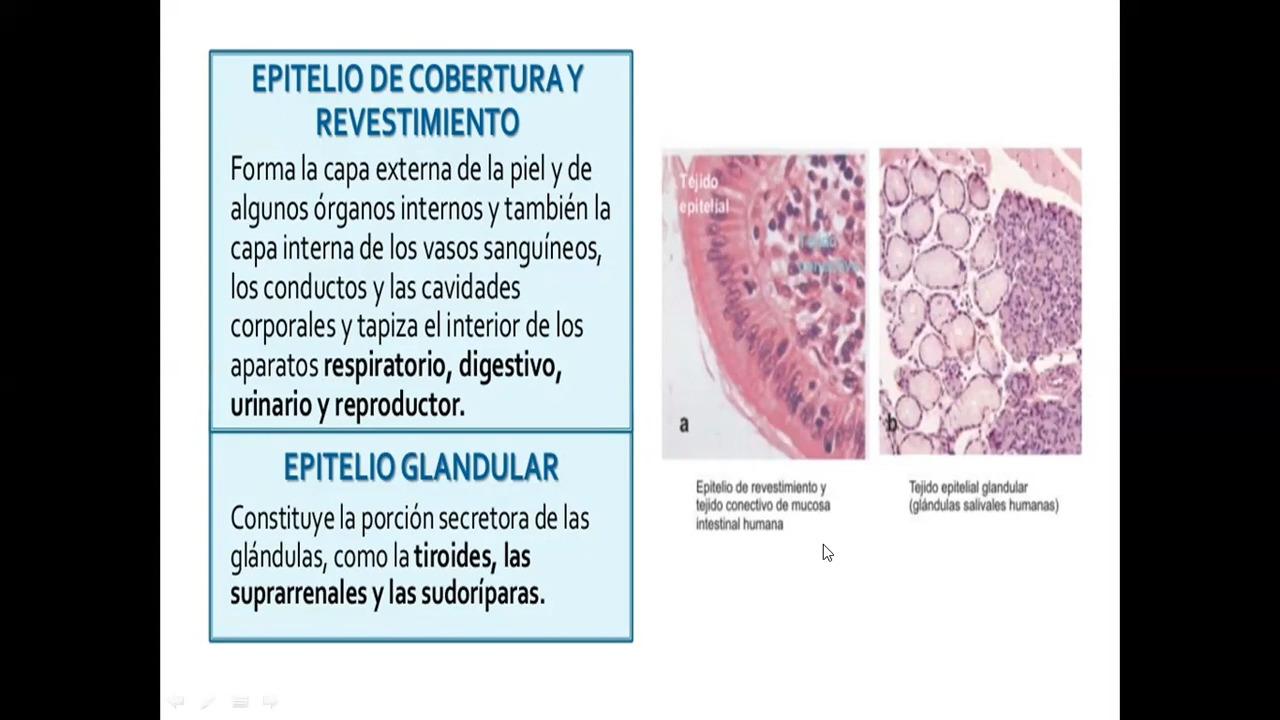 EPITELIO DE COBERTURA Y
REVESTIMIENTO
Forma la capa externa de la piel y de
algunos órganos internos y también la
capa interna de los vasos sanguíneos,
los conductos y las cavidades
corporales y tapiza el interior de los
aparatos respiratorio, digestivo,
urinario y reproductor.
EPITELIO GLANDULAR
Constituye la porción secretora de las
glándulas, como la tiroides, las
suprarrenales y las sudoríparas.
Tejido
epitelial
a
Epitelio de revestimiento y
tejido conectivo de mucosa
intestinal humana
b
Tejido epitelial glandular
(glándulas salivales humanas)